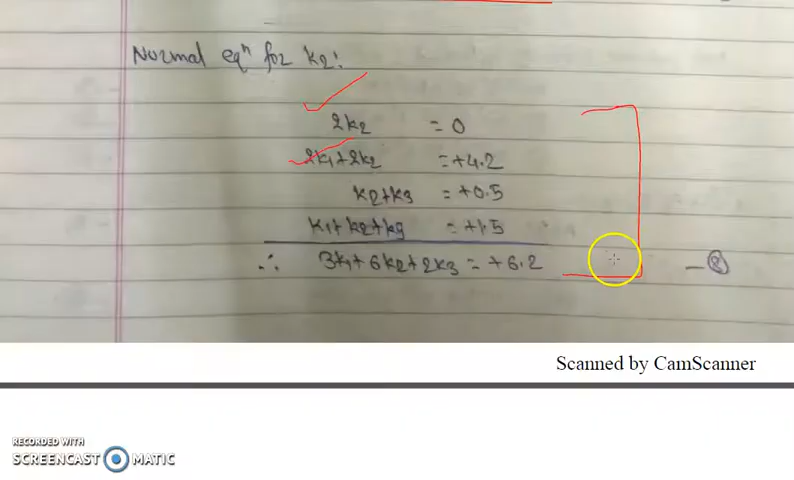 Normal eqⁿ for k2:
2k2 = 0
2k1+2k2 = +4.2
k2+k3 = +0.5
k1+k2+k3 = +1.5
∴ 3k1+6k2+2k3 = +6.2 —②
Scanned by CamScanner
RECORDED WITH
SCREENCAST MATIC